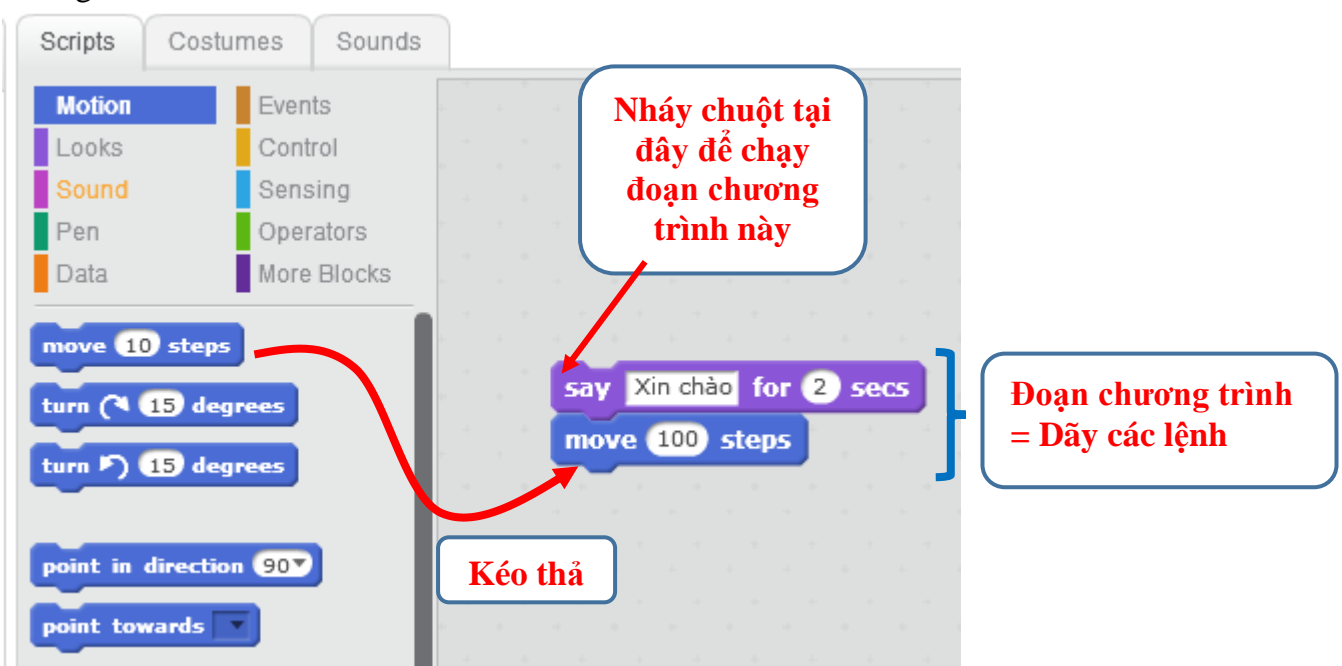 Scripts Costumes Sounds
Motion Events
Looks Control
Sound Sensing
Pen Operators
Data More Blocks
move 10 steps
turn 15 degrees
turn 15 degrees
point in direction 90
point towards
Nháy chuột tại
đây để chạy
đoạn chương
trình này
say Xin chào for 2 secs
move 100 steps
Đoạn chương trình
= Dãy các lệnh
Kéo thả